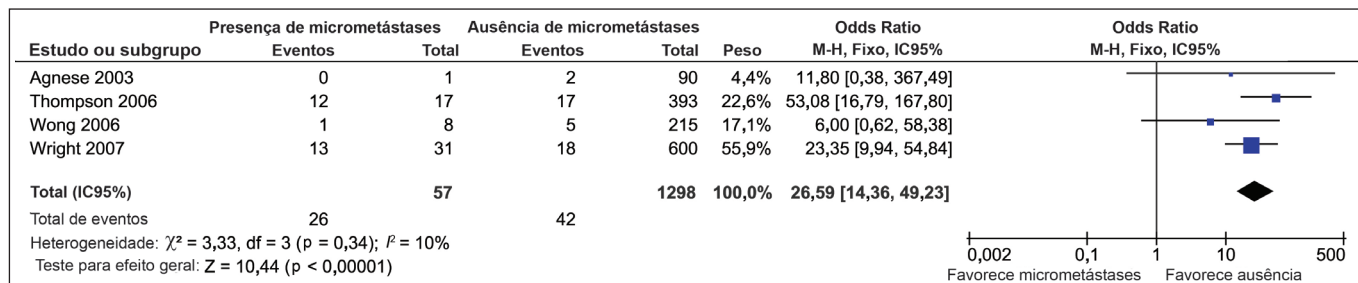 Presença de micrometástases Ausência de micrometástases Odds Ratio Odds Ratio
Estudo ou subgrupo Eventos Total Eventos Total Peso M-H, Fixo, IC95% M-H, Fixo, IC95%
Agnese 2003 0 1 2 90 4,4% 11,80 [0,38, 367,49]
Thompson 2006 12 17 17 393 22,6% 53,08 [16,79, 167,80]
Wong 2006 1 8 5 215 17,1% 6,00 [0,62, 58,38]
Wright 2007 13 31 18 600 55,9% 23,35 [9,94, 54,84]
Total (IC95%) 57 1298 100,0% 26,59 [14,36, 49,23]
Total de eventos 26 42
Heterogeneidade: χ² = 3,33, df = 3 (p = 0,34); I² = 10%
Teste para efeito geral: Z = 10,44 (p < 0,00001)
0,002 0,1 1 10 500
Favorece micrometástases Favorece ausência